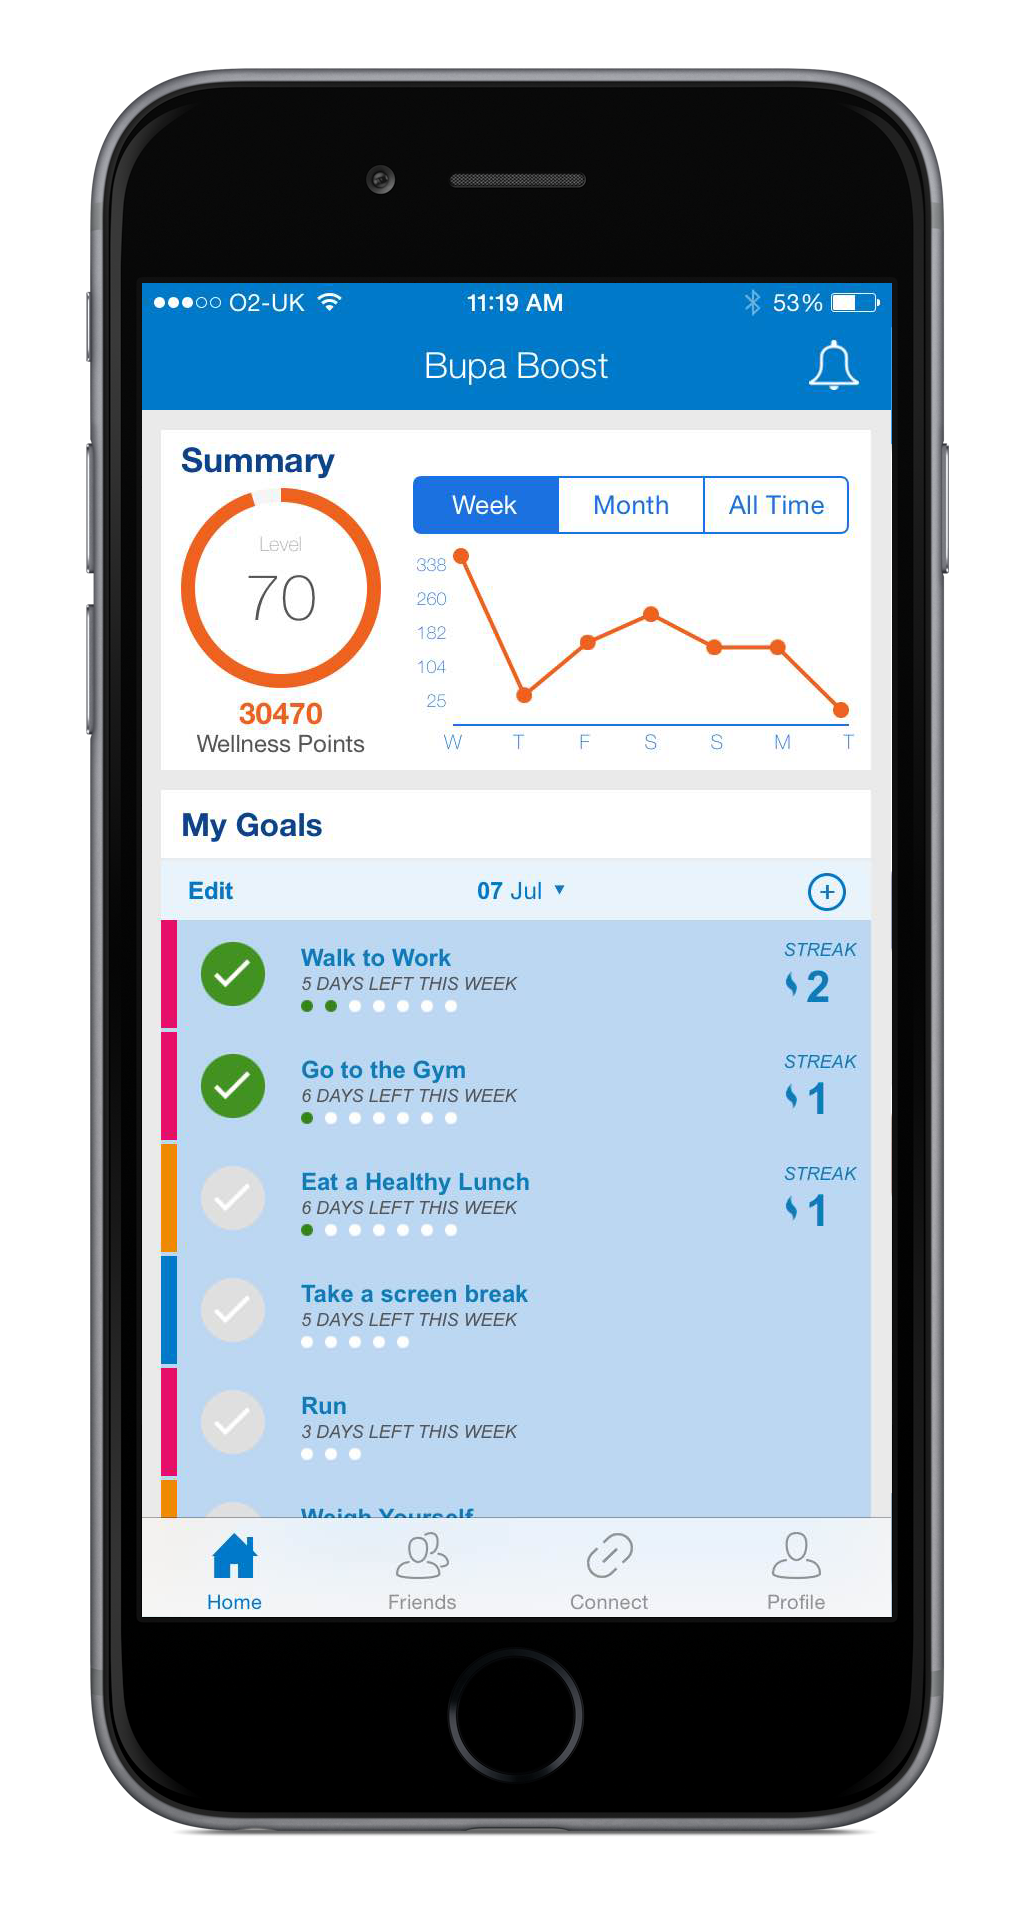 O2-UK 11:19 AM 53%
Bupa Boost
Summary
Week Month All Time
Level
70
30470
Wellness Points
338
260
182
104
25
W T F S S M T
My Goals
Edit 07 Jul
Walk to Work
5 DAYS LEFT THIS WEEK
STREAK
2
Go to the Gym
6 DAYS LEFT THIS WEEK
STREAK
1
Eat a Healthy Lunch
6 DAYS LEFT THIS WEEK
STREAK
1
Take a screen break
5 DAYS LEFT THIS WEEK
Run
3 DAYS LEFT THIS WEEK
Weigh Yourself
Home Friends Connect Profile